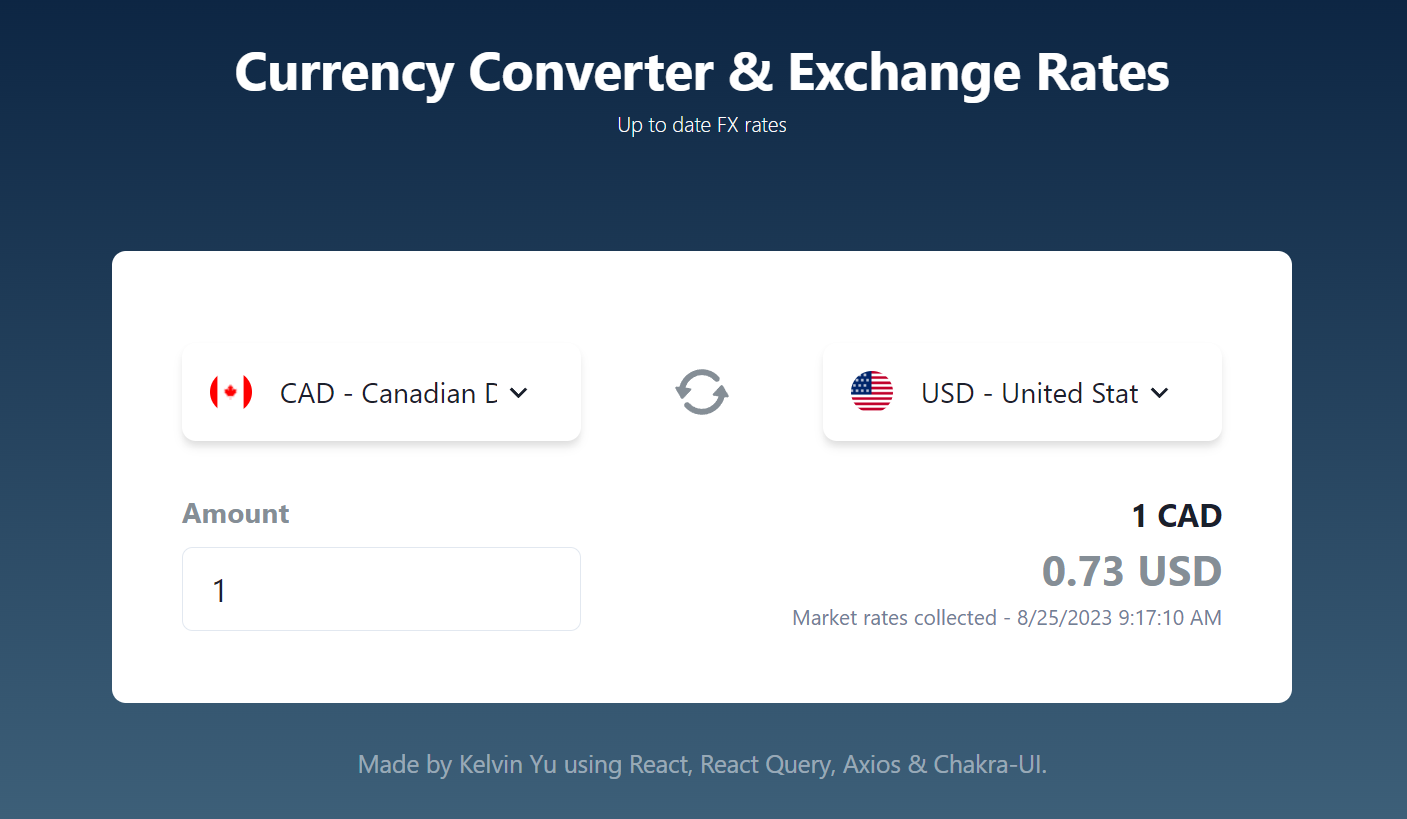 Currency Converter & Exchange Rates
Up to date FX rates
CAD - Canadian D
USD - United Stat
Amount
1
1 CAD
0.73 USD
Market rates collected - 8/25/2023 9:17:10 AM
Made by Kelvin Yu using React, React Query, Axios & Chakra-UI.